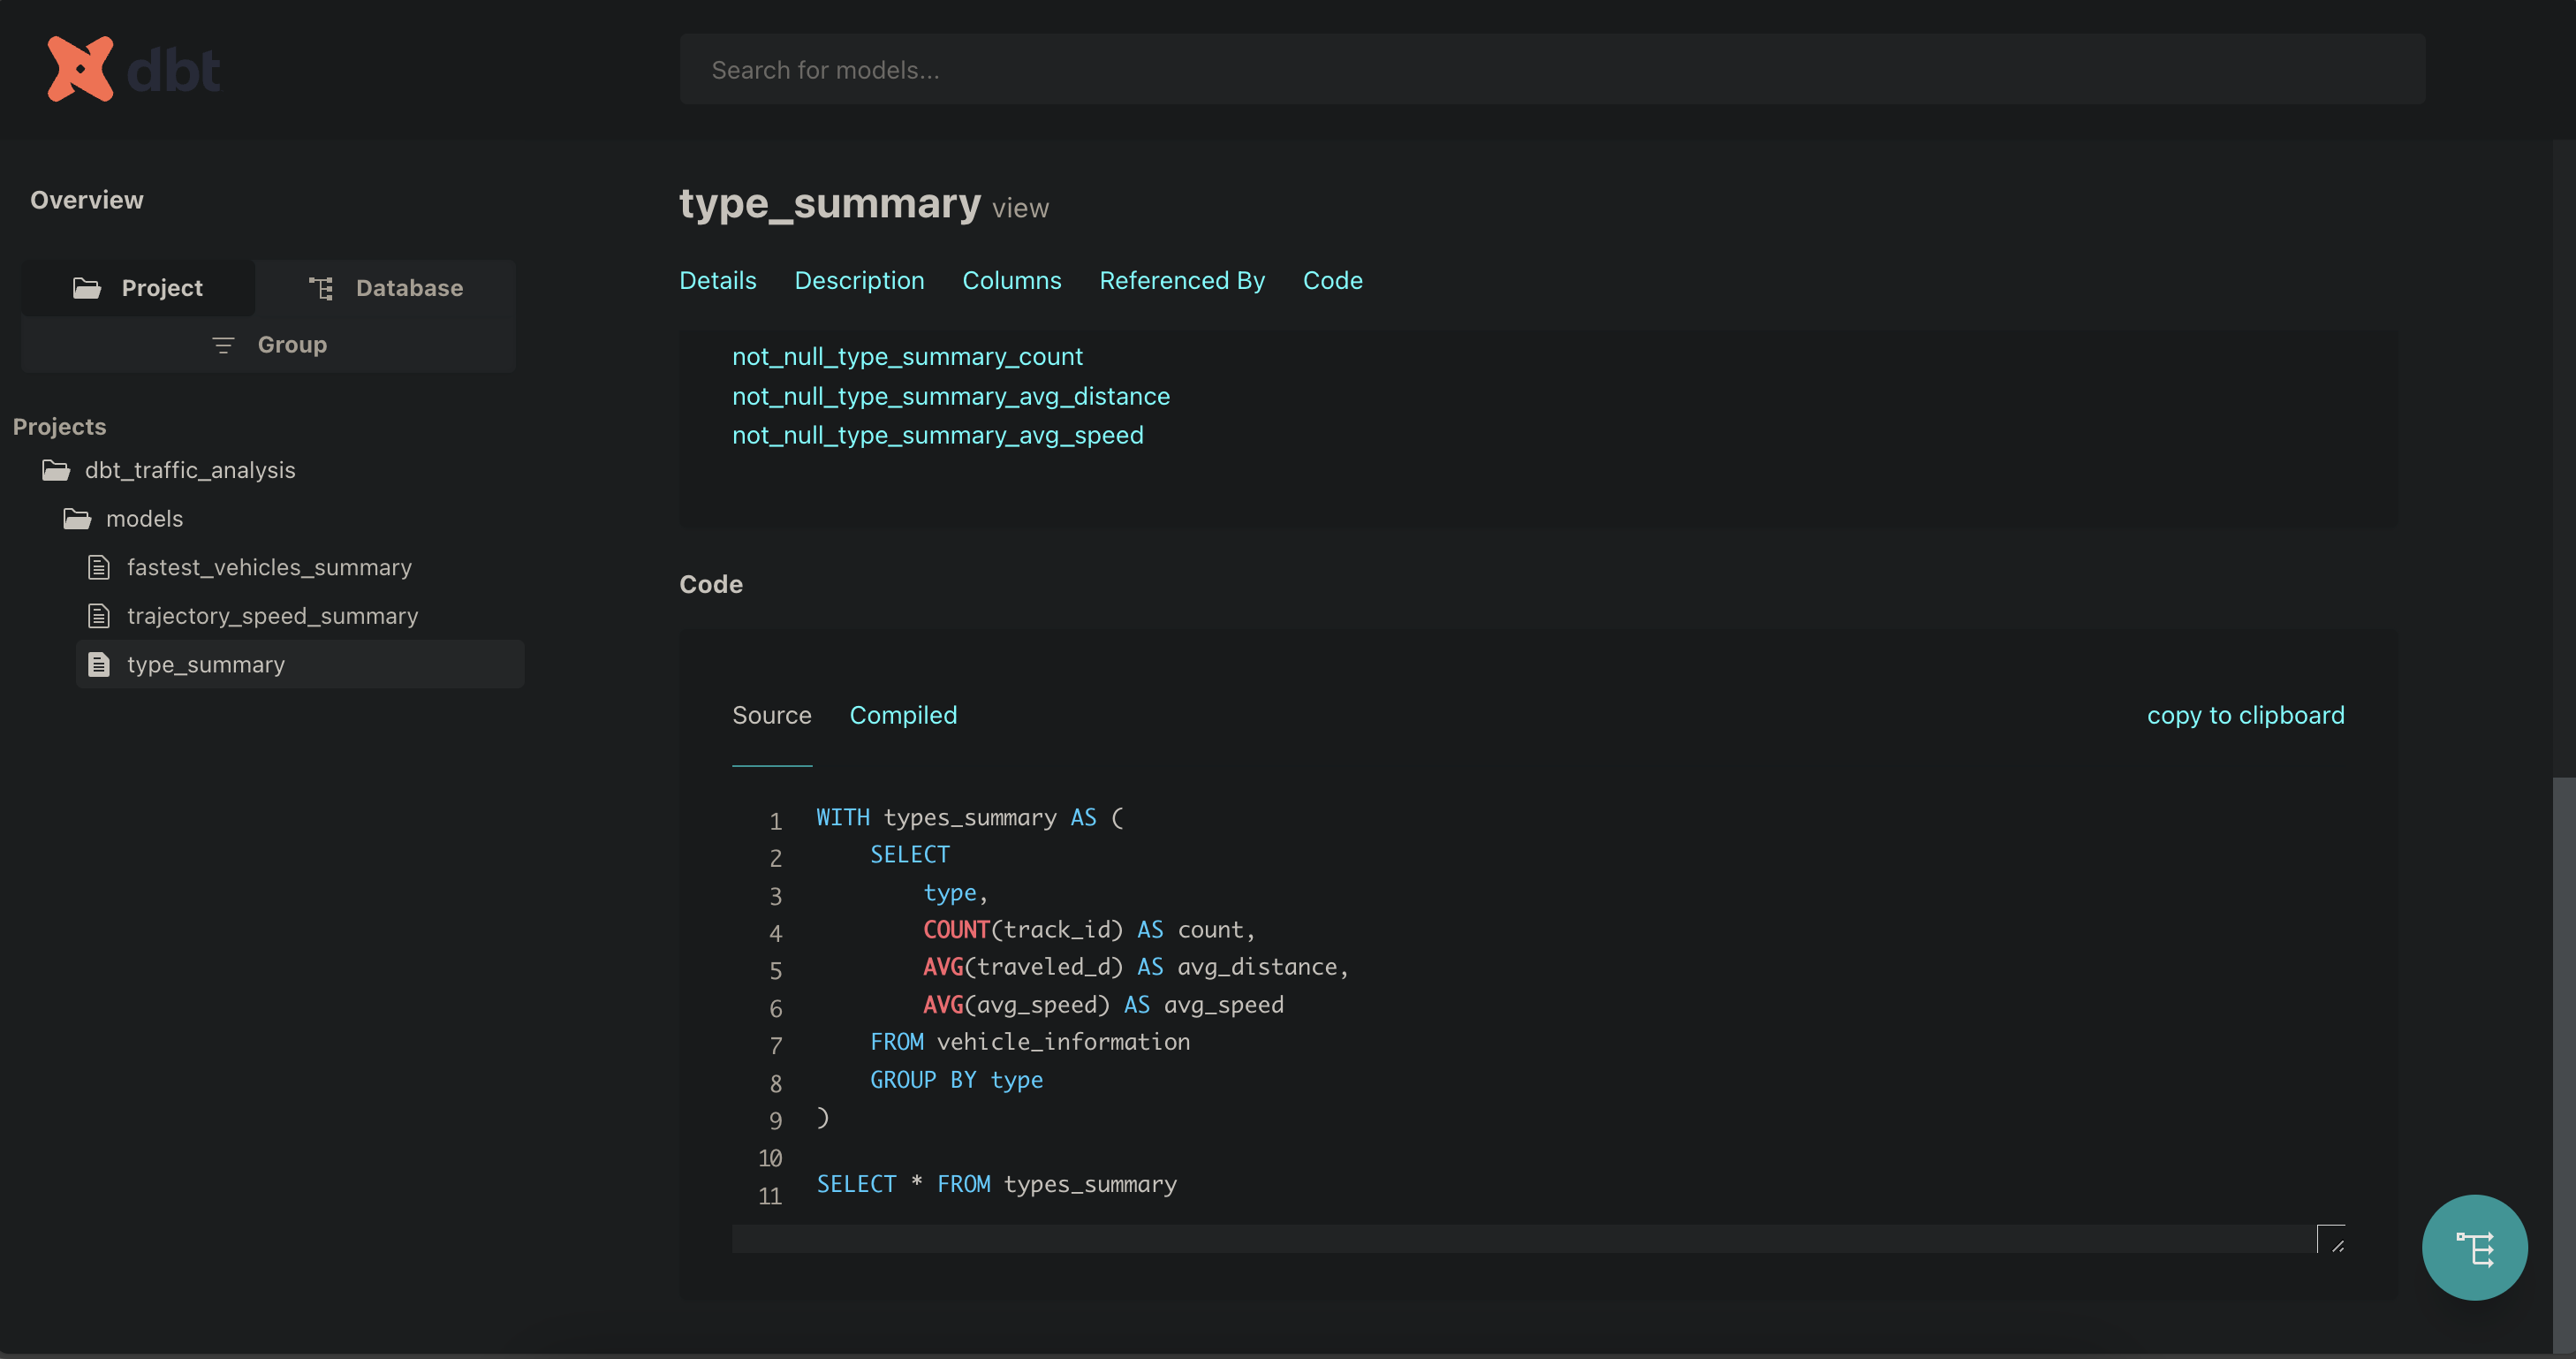 dbt
Search for models...
Overview
Project
Database
Group
Projects
dbt_traffic_analysis
models
fastest_vehicles_summary
trajectory_speed_summary
type_summary
type_summary view
Details Description Columns Referenced By Code
not_null_type_summary_count
not_null_type_summary_avg_distance
not_null_type_summary_avg_speed
Code
Source Compiled copy to clipboard
1 WITH types_summary AS (
2     SELECT
3         type,
4         COUNT(track_id) AS count,
5         AVG(traveled_d) AS avg_distance,
6         AVG(avg_speed) AS avg_speed
7     FROM vehicle_information
8     GROUP BY type
9 )
10
11 SELECT * FROM types_summary